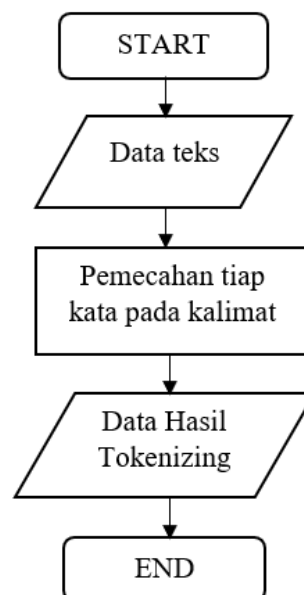 START
Data teks
Pemecahan tiap
kata pada kalimat
Data Hasil
Tokenizing
END